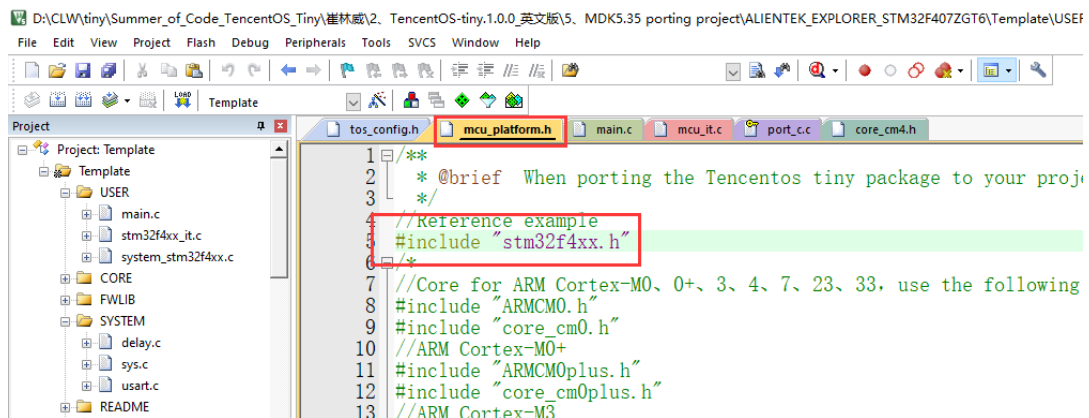 D:\CLW\tiny\Summer_of_Code_TencentOS_Tiny\崔林威\2、TencentOS-tiny.1.0.0_英文版\5、MDK5.35 porting project\ALIENTEK_EXPLORER_STM32F407ZGT6\Template\USER
File Edit View Project Flash Debug Peripherals Tools SVCS Window Help
LOAD Template
Project
tos_config.h mcu_platform.h main.c mcu_it.c port_c.c core_cm4.h
Project: Template
Template
USER
main.c
stm32f4xx_it.c
system_stm32f4xx.c
CORE
FWLIB
SYSTEM
delay.c
sys.c
usart.c
README
1 /**
2 * @brief When porting the Tencentos tiny package to your proje
3 */
4 //Reference example
5 #include "stm32f4xx.h"
6 /*
7 //Core for ARM Cortex-M0、0+、3、4、7、23、33, use the following
8 #include "ARMCM0.h"
9 #include "core_cm0.h"
10 //ARM Cortex-M0+
11 #include "ARMCM0plus.h"
12 #include "core_cm0plus.h"
13 //ARM Cortex-M3